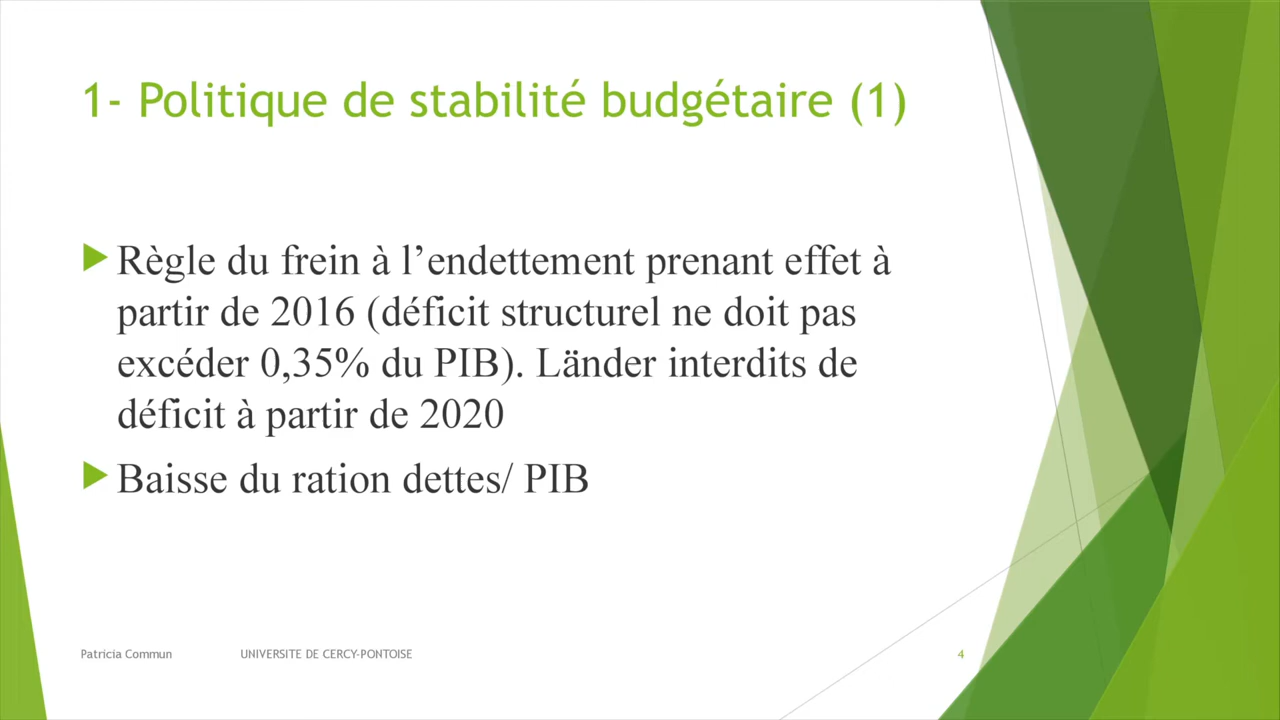 1- Politique de stabilité budgétaire (1)
Règle du frein à l’endettement prenant effet à
partir de 2016 (déficit structurel ne doit pas
excéder 0,35% du PIB). Länder interdits de
déficit à partir de 2020
Baisse du ration dettes/ PIB
Patricia Commun UNIVERSITE DE CERCY-PONTOISE 4